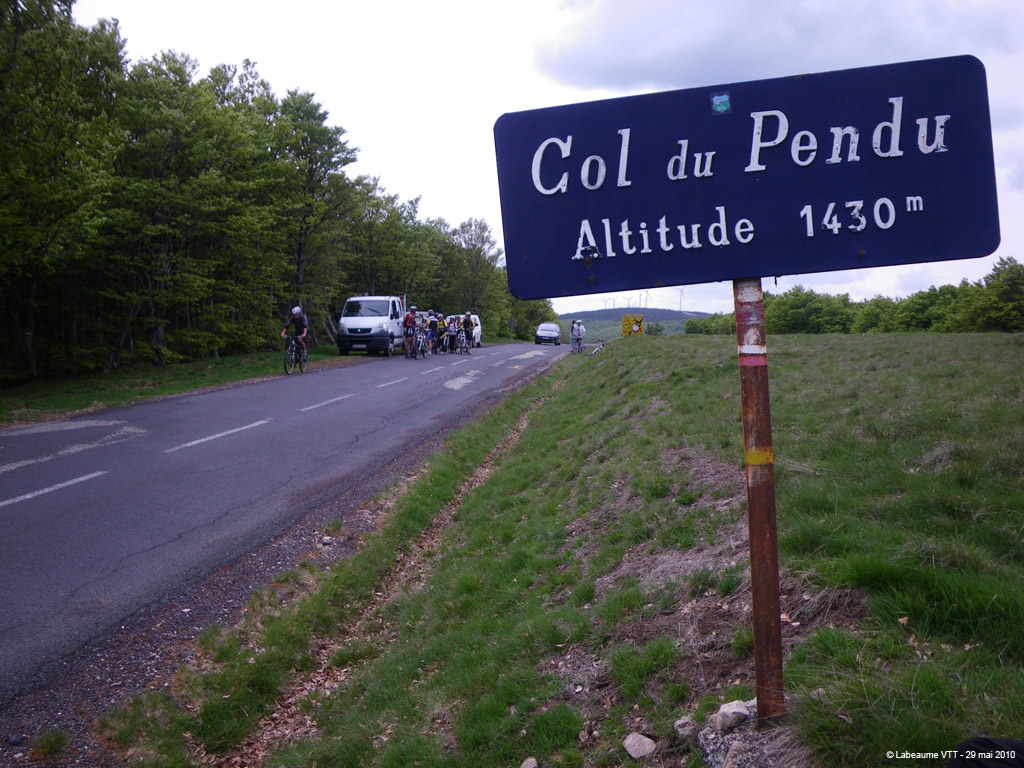 Col du Pendu
Altitude 1430 m
© Labeaume VTT - 29 mai 2010